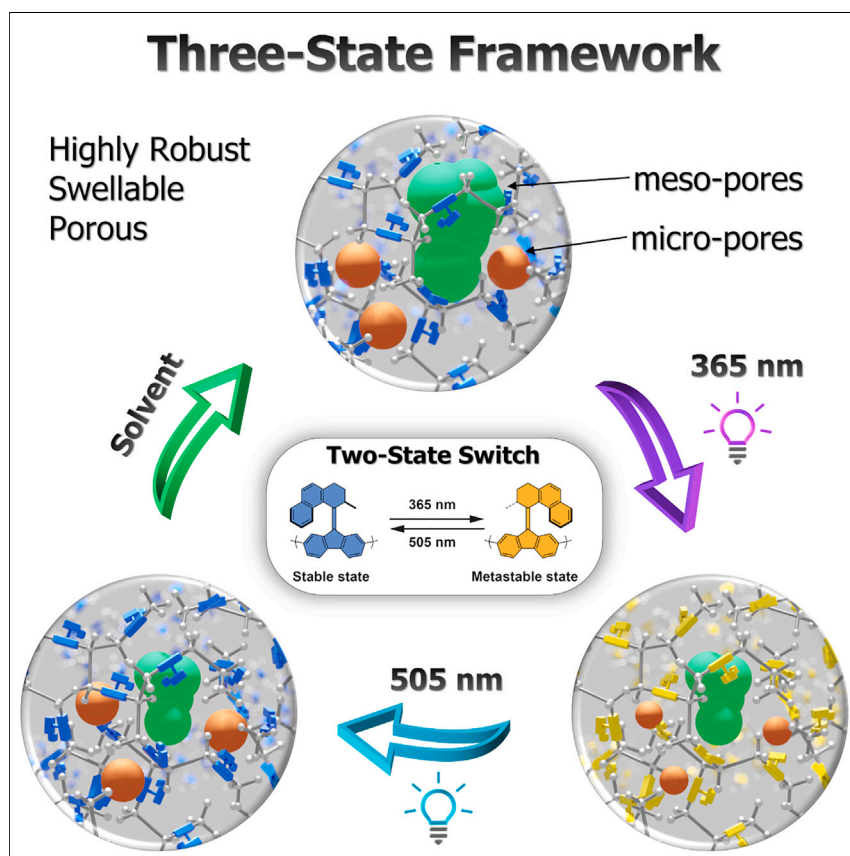 Three-State Framework
Highly Robust
Swellable
Porous
meso-pores
micro-pores
Solvent
365 nm
Two-State Switch
365 nm
505 nm
Stable state
Metastable state
505 nm